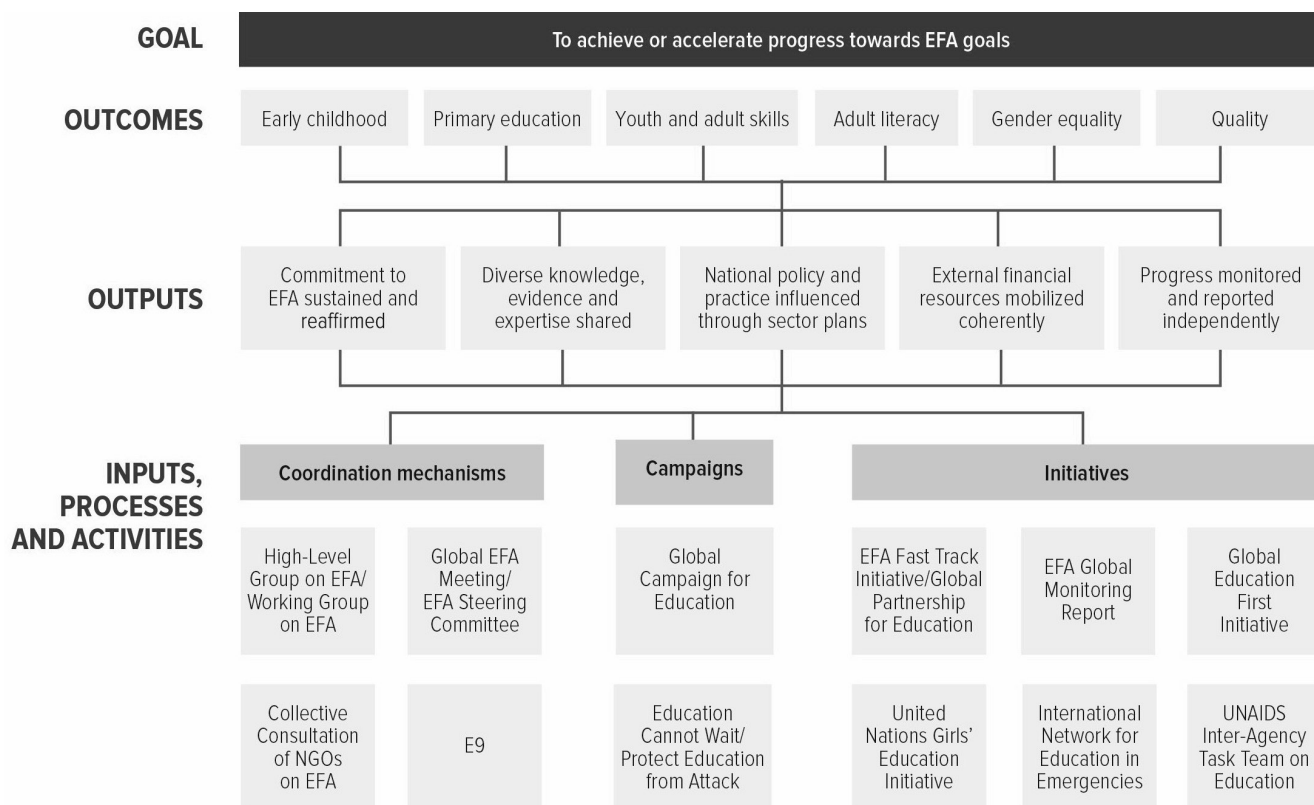 GOAL
To achieve or accelerate progress towards EFA goals
OUTCOMES
Early childhood
Primary education
Youth and adult skills
Adult literacy
Gender equality
Quality
OUTPUTS
Commitment to
EFA sustained and
reaffirmed
Diverse knowledge,
evidence and
expertise shared
National policy and
practice influenced
through sector plans
External financial
resources mobilized
coherently
Progress monitored
and reported
independently
INPUTS,
PROCESSES
AND ACTIVITIES
Coordination mechanisms
Campaigns
Initiatives
High-Level
Group on EFA/
Working Group
on EFA
Global EFA
Meeting/
EFA Steering
Committee
Global
Campaign for
Education
EFA Fast Track
Initiative/Global
Partnership
for Education
EFA Global
Monitoring
Report
Global
Education
First
Initiative
Collective
Consultation
of NGOs
on EFA
E9
Education
Cannot Wait/
Protect Education
from Attack
United
Nations Girls’
Education
Initiative
International
Network for
Education in
Emergencies
UNAIDS
Inter-Agency
Task Team on
Education